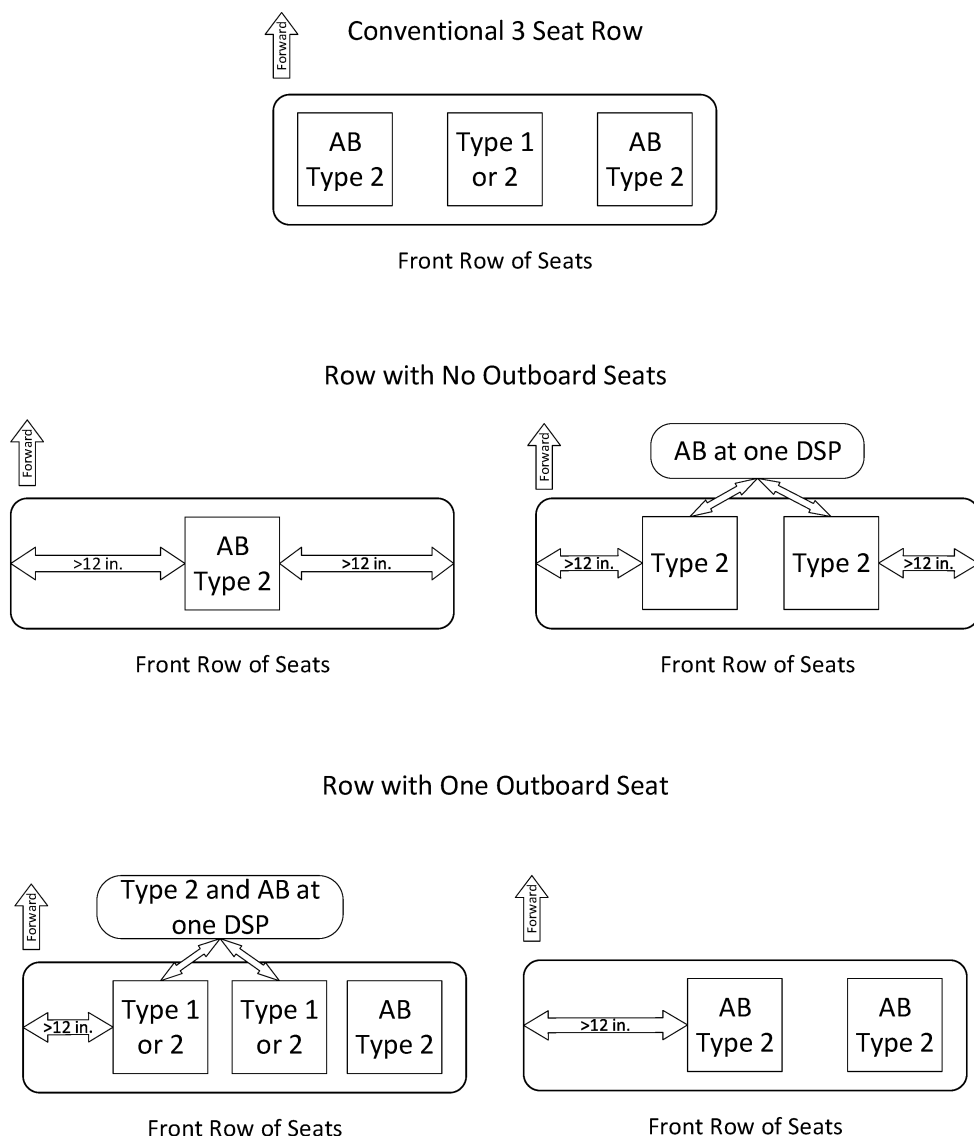 Forward
Conventional 3 Seat Row
AB
Type 2
Type 1
or 2
AB
Type 2
Front Row of Seats
Row with No Outboard Seats
Forward
>12 in.
AB
Type 2
>12 in.
Front Row of Seats
Forward
AB at one DSP
>12 in.
Type 2
Type 2
>12 in.
Front Row of Seats
Row with One Outboard Seat
Forward
Type 2 and AB at
one DSP
>12 in.
Type 1
or 2
Type 1
or 2
AB
Type 2
Front Row of Seats
Forward
>12 in.
AB
Type 2
AB
Type 2
Front Row of Seats